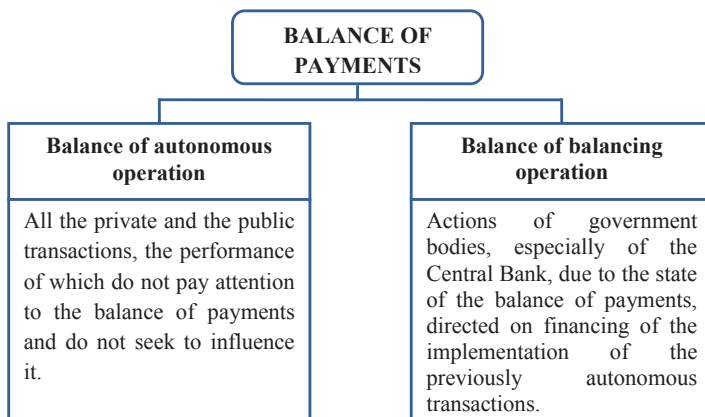 BALANCE OF
PAYMENTS
Balance of autonomous
operation
All the private and the public
transactions, the performance
of which do not pay attention
to the balance of payments
and do not seek to influence
it.
Balance of balancing
operation
Actions of government
bodies, especially of the
Central Bank, due to the state
of the balance of payments,
directed on financing of the
implementation of the
previously autonomous
transactions.